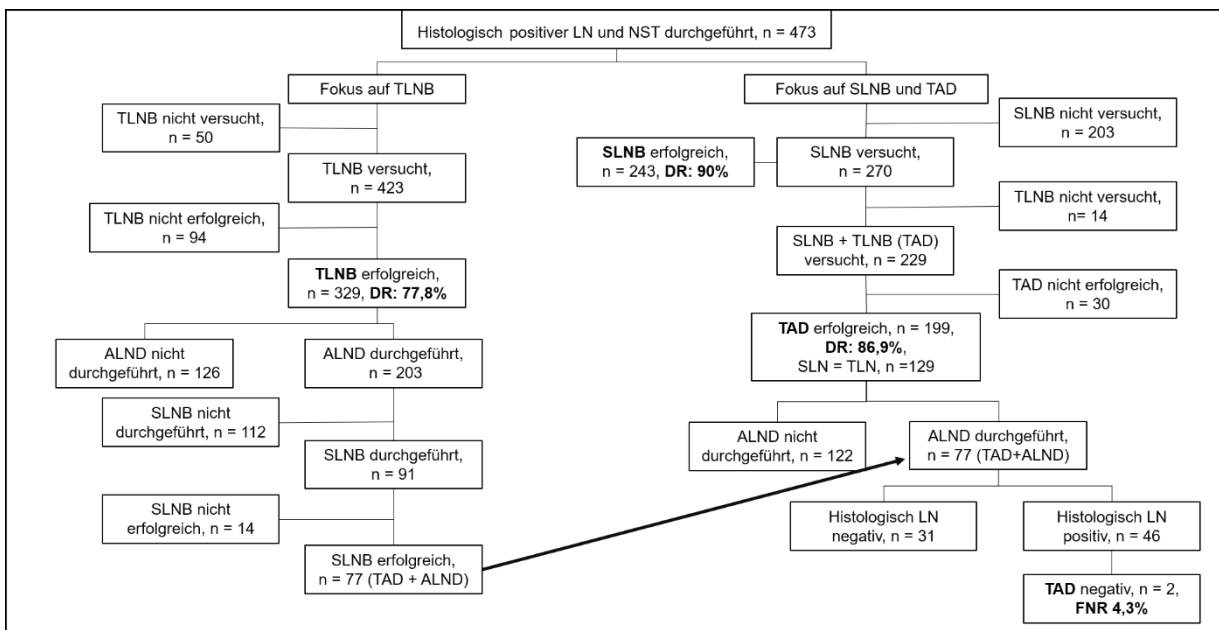 Histologisch positiver LN und NST durchgeführt, n = 473
Fokus auf TLNB
TLNB nicht versucht,
n = 50
TLNB versucht,
n = 423
TLNB nicht erfolgreich,
n = 94
TLNB erfolgreich,
n = 329, DR: 77,8%
ALND nicht
durchgeführt, n = 126
ALND durchgeführt,
n = 203
SLNB nicht
durchgeführt, n = 112
SLNB durchgeführt,
n = 91
SLNB nicht
erfolgreich, n = 14
SLNB erfolgreich,
n = 77 (TAD + ALND)
Fokus auf SLNB und TAD
SLNB nicht versucht,
n = 203
SLNB erfolgreich,
n = 243, DR: 90%
SLNB versucht,
n = 270
TLNB nicht versucht,
n= 14
SLNB + TLNB (TAD)
versucht, n = 229
TAD nicht erfolgreich,
n = 30
TAD erfolgreich, n = 199,
DR: 86,9%,
SLN = TLN, n =129
ALND nicht
durchgeführt, n = 122
ALND durchgeführt,
n = 77 (TAD+ALND)
Histologisch LN
negativ, n = 31
Histologisch LN
positiv, n = 46
TAD negativ, n = 2,
FNR 4,3%